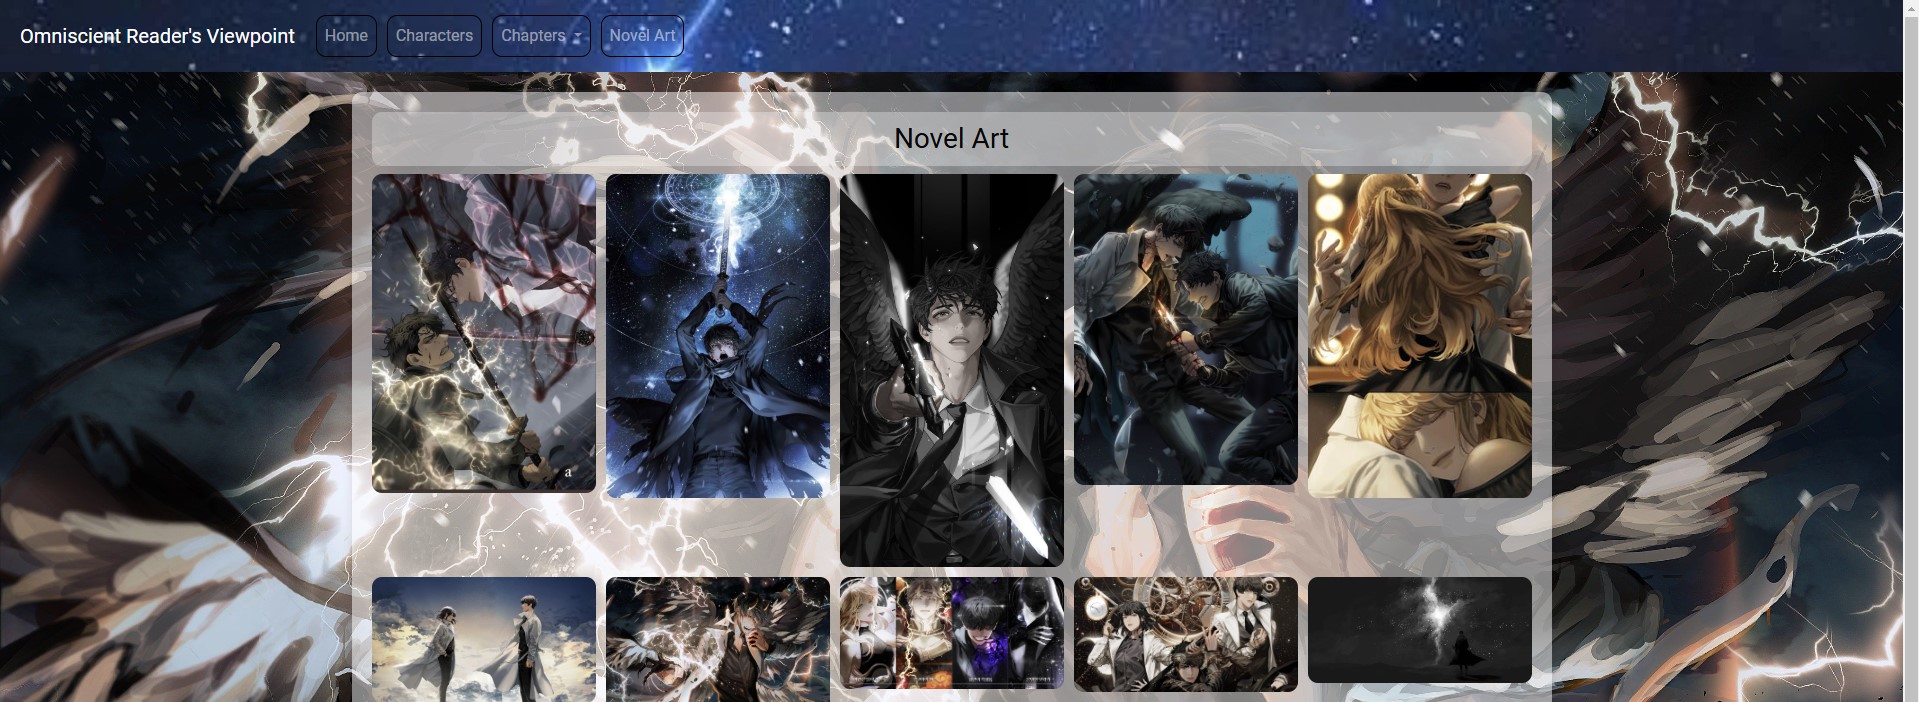 Omniscient Reader's Viewpoint
Home
Characters
Chapters
Novel Art
Novel Art
a